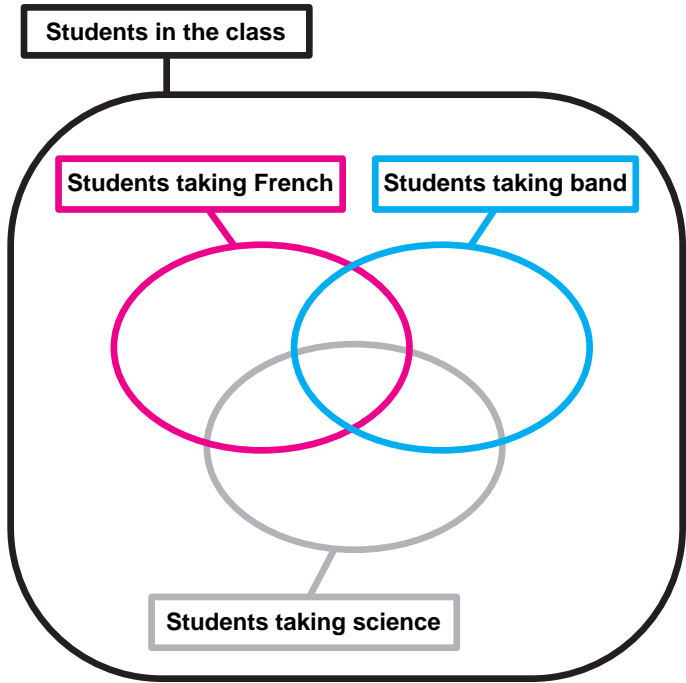 Students in the class
Students taking French
Students taking band
Students taking science